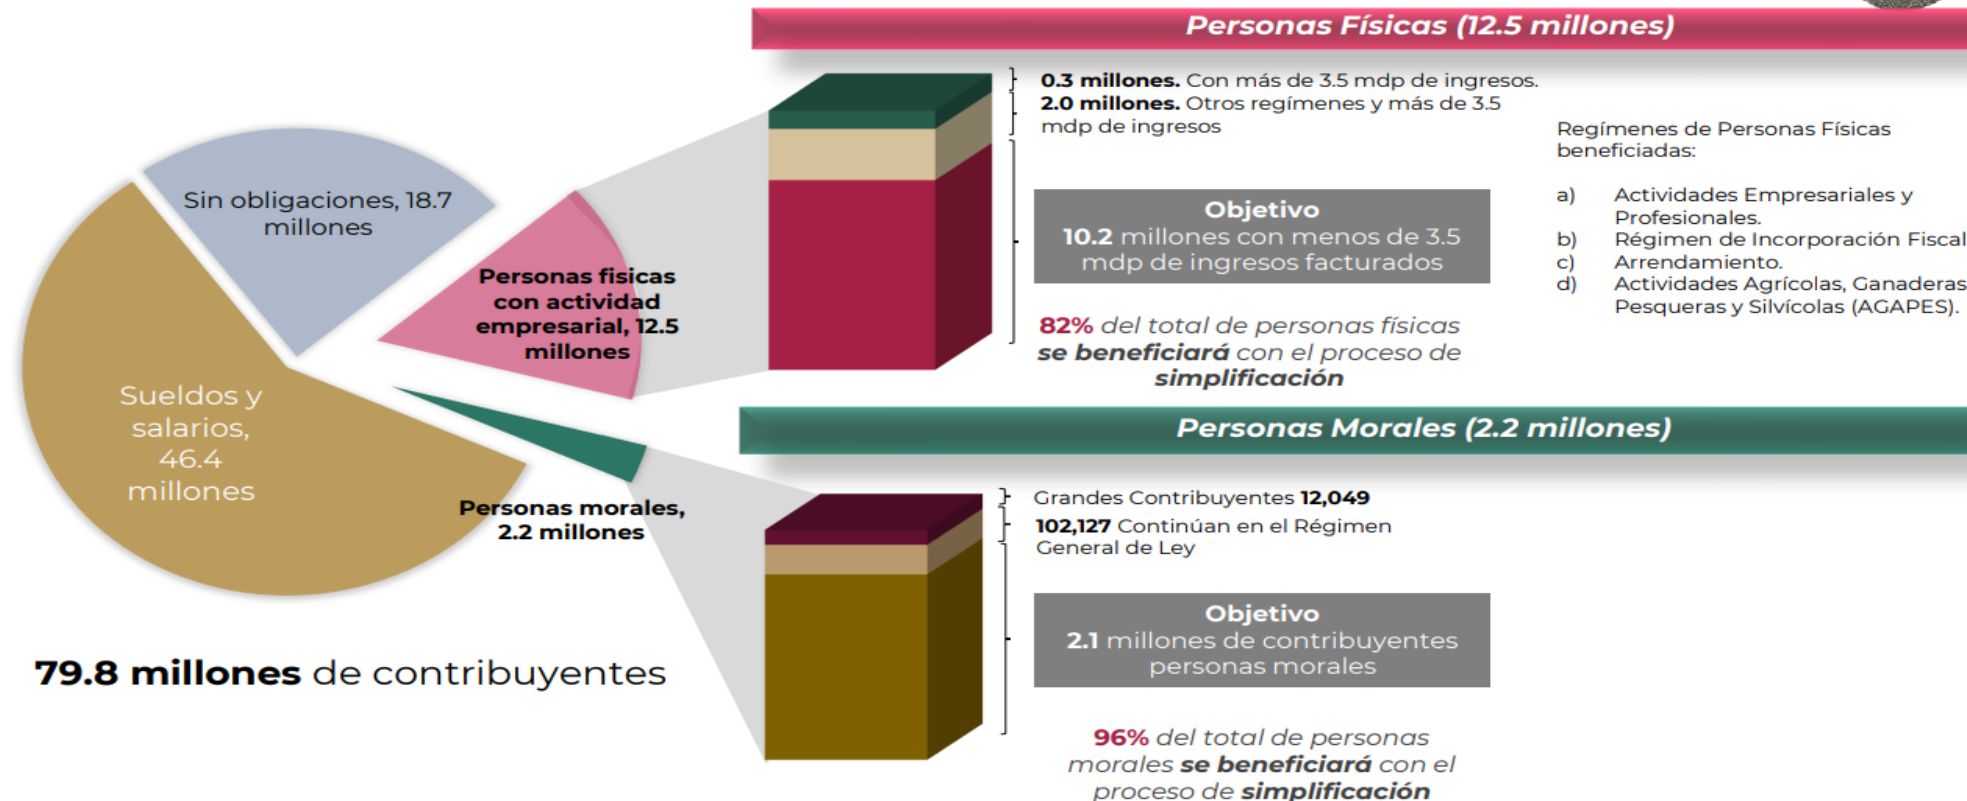 Personas Físicas (12.5 millones)
0.3 millones. Con más de 3.5 mdp de ingresos.
2.0 millones. Otros regímenes y más de 3.5
mdp de ingresos
Objetivo
10.2 millones con menos de 3.5
mdp de ingresos facturados
82% del total de personas físicas
se beneficiará con el proceso de
simplificación
Regímenes de Personas Físicas
beneficiadas:
a) Actividades Empresariales y
Profesionales.
b) Régimen de Incorporación Fiscal
c) Arrendamiento.
d) Actividades Agrícolas, Ganaderas
Pesqueras y Silvícolas (AGAPES).
Sin obligaciones, 18.7
millones
Personas fisicas
con actividad
empresarial, 12.5
millones
Sueldos y
salarios,
46.4
millones
Personas morales,
2.2 millones
79.8 millones de contribuyentes
Personas Morales (2.2 millones)
Grandes Contribuyentes 12,049
102,127 Continúan en el Régimen
General de Ley
Objetivo
2.1 millones de contribuyentes
personas morales
96% del total de personas
morales se beneficiará con el
proceso de simplificación